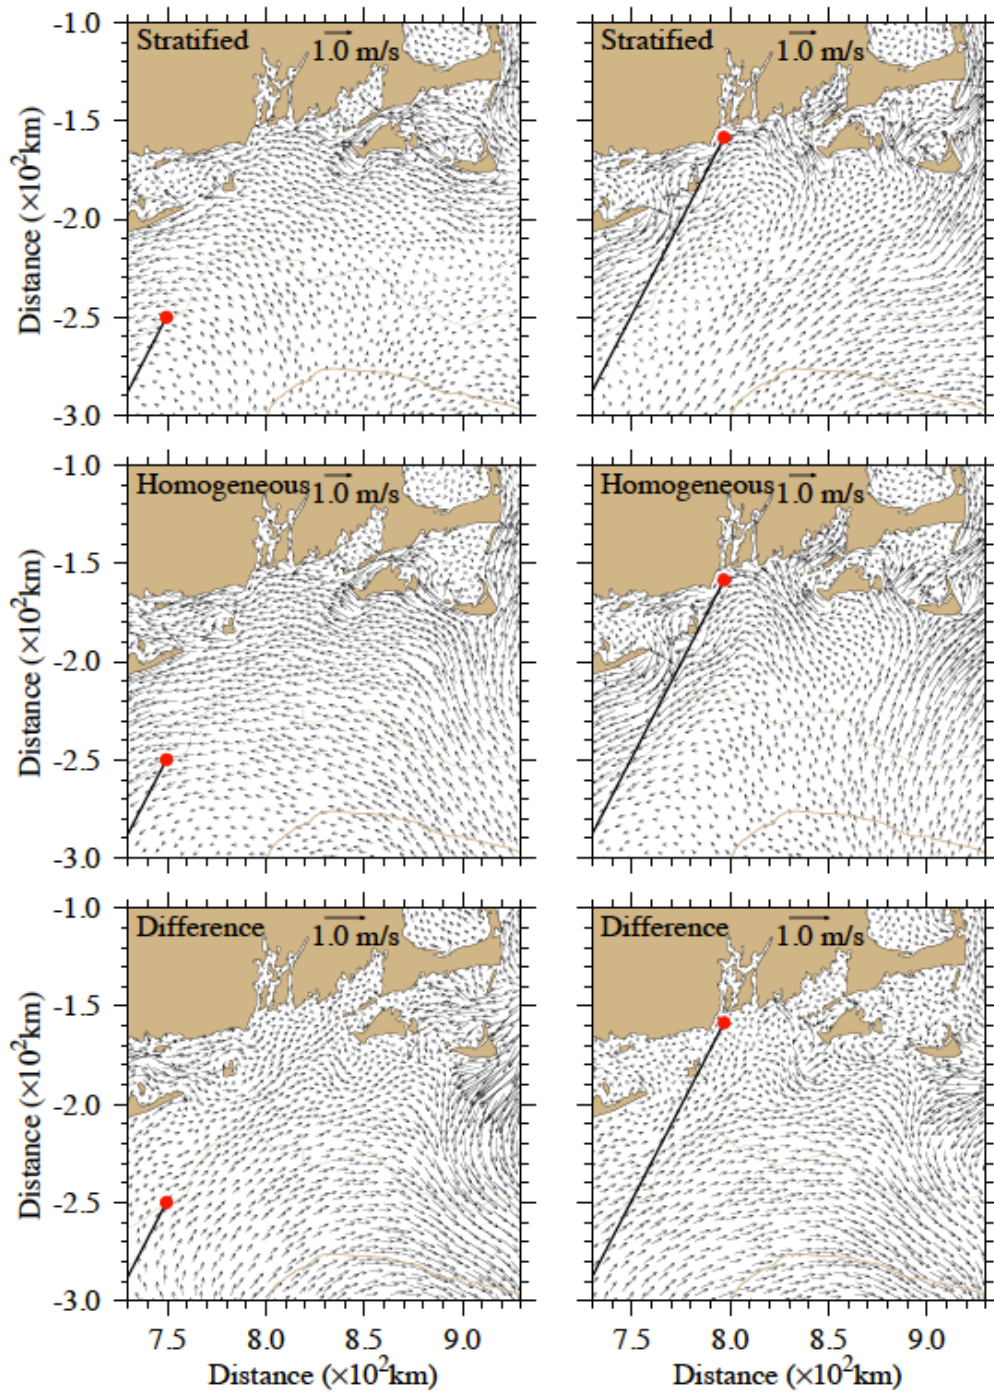 Stratified
1.0 m/s
-1.0
-1.5
-2.0
-2.5
-3.0
Distance (×10²km)
Stratified
1.0 m/s
Homogeneous
1.0 m/s
-1.0
-1.5
-2.0
-2.5
-3.0
Distance (×10²km)
Homogeneous
1.0 m/s
Difference
1.0 m/s
-1.0
-1.5
-2.0
-2.5
-3.0
Distance (×10²km)
7.5 8.0 8.5 9.0
Distance (×10²km)
Difference
1.0 m/s
7.5 8.0 8.5 9.0
Distance (×10²km)